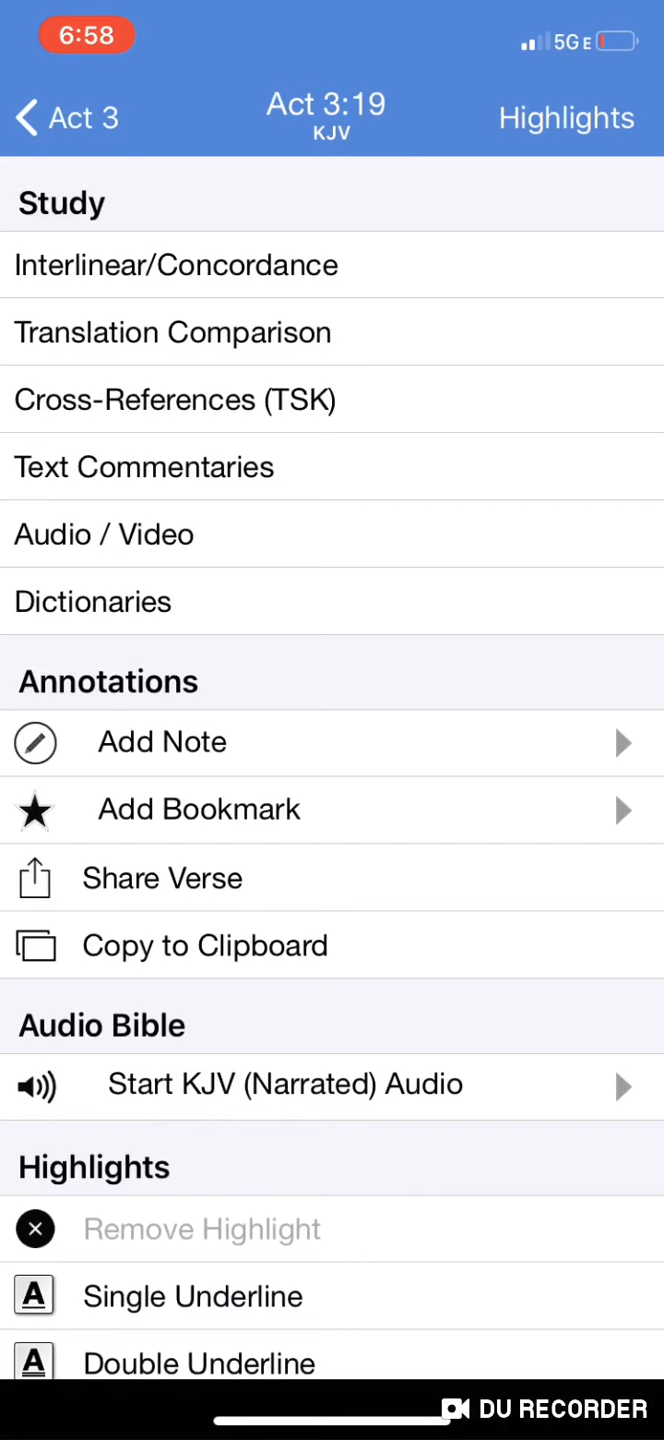 6:58
5GE
Act 3
Act 3:19
KJV
Highlights
Study
Interlinear/Concordance
Translation Comparison
Cross-References (TSK)
Text Commentaries
Audio / Video
Dictionaries
Annotations
Add Note
Add Bookmark
Share Verse
Copy to Clipboard
Audio Bible
Start KJV (Narrated) Audio
Highlights
Remove Highlight
A Single Underline
A Double Underline
DU RECORDER